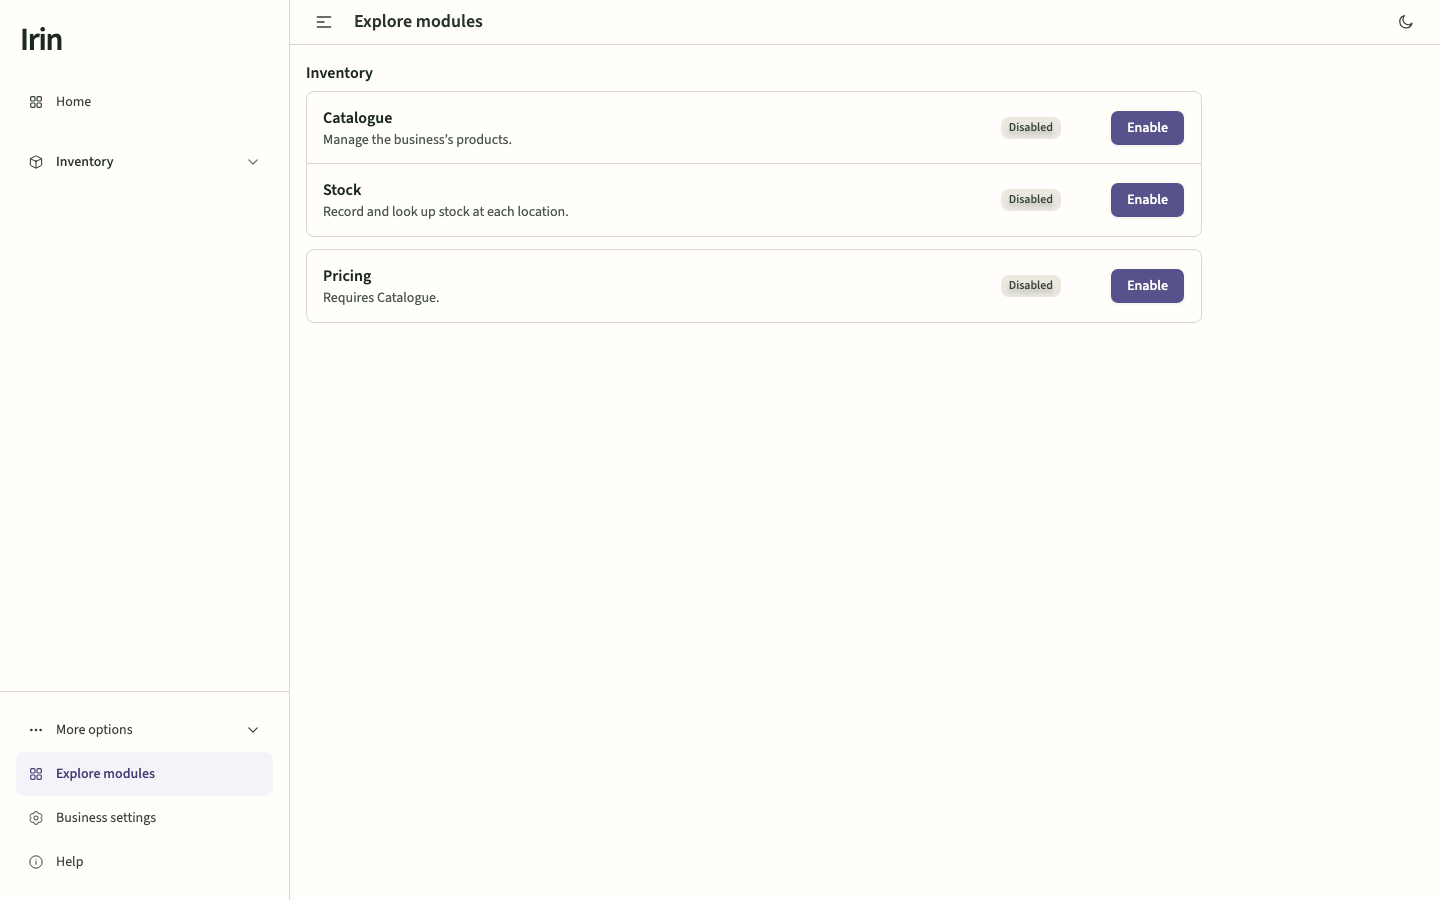 Irin
Explore modules
Home
Inventory
Inventory
Catalogue
Manage the business's products.
Disabled
Enable
Stock
Record and look up stock at each location.
Disabled
Enable
Pricing
Requires Catalogue.
Disabled
Enable
More options
Explore modules
Business settings
Help